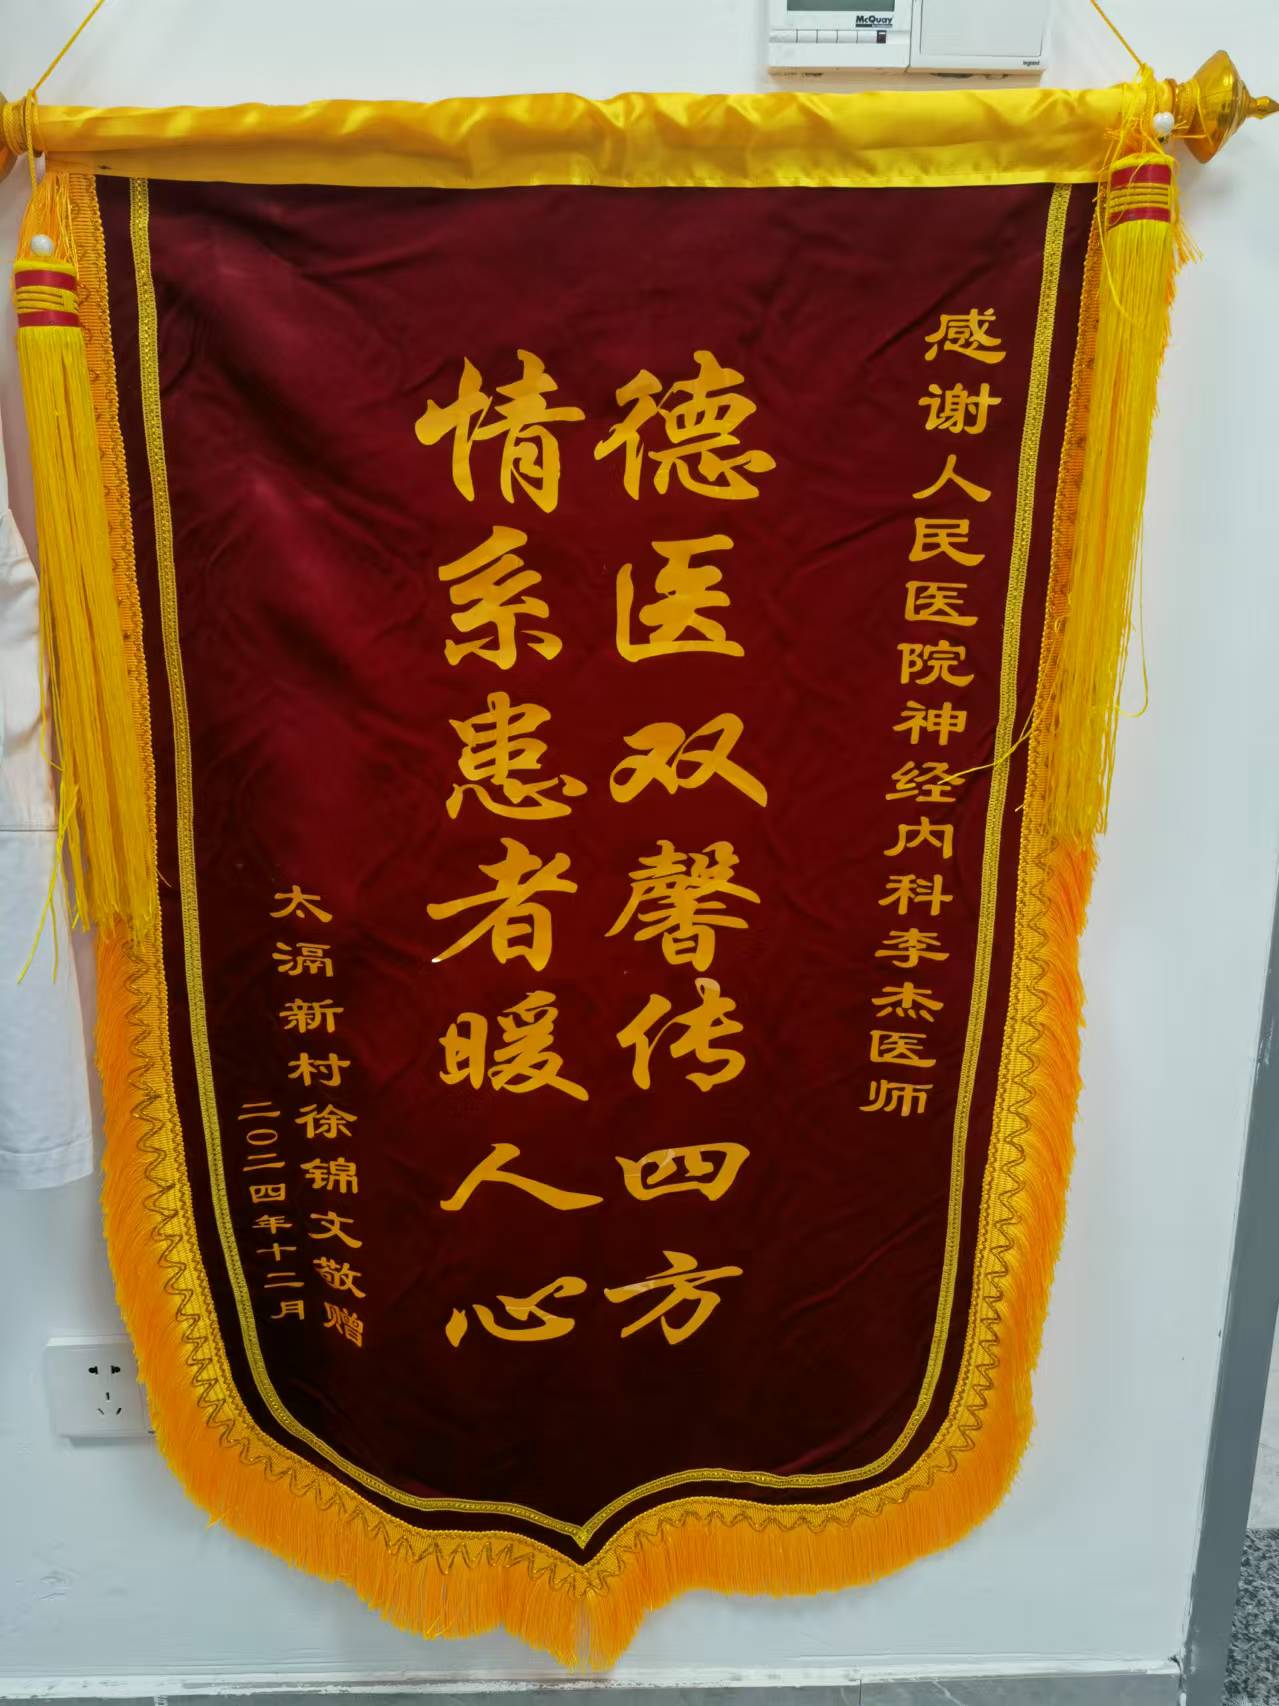 McQuay
legrand
感谢人民医院神经内科李杰医师
德医双馨传四方
情系患者暖人心
太滆新村徐锦文敬赠
二〇二四年十二月